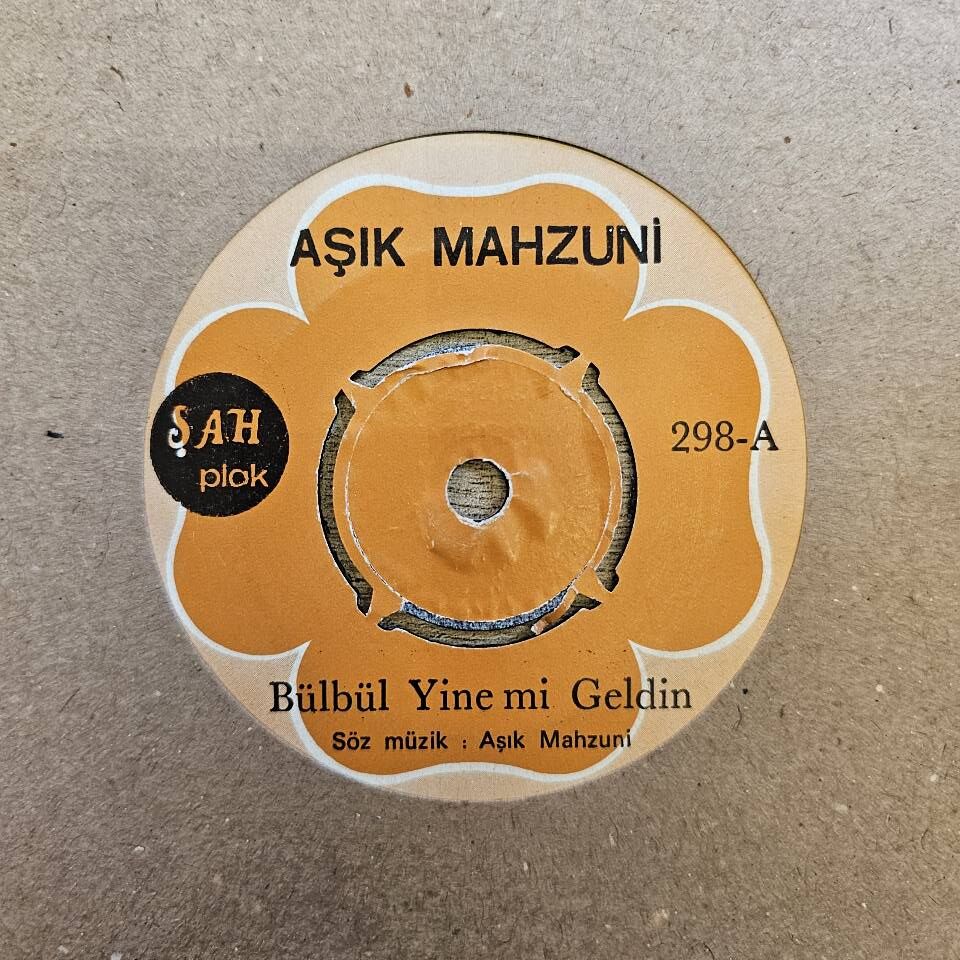 AŞIK MAHZUNİ
ŞAH
plak
298-A
Bülbül Yine mi Geldin
Söz müzik : Aşık Mahzuni